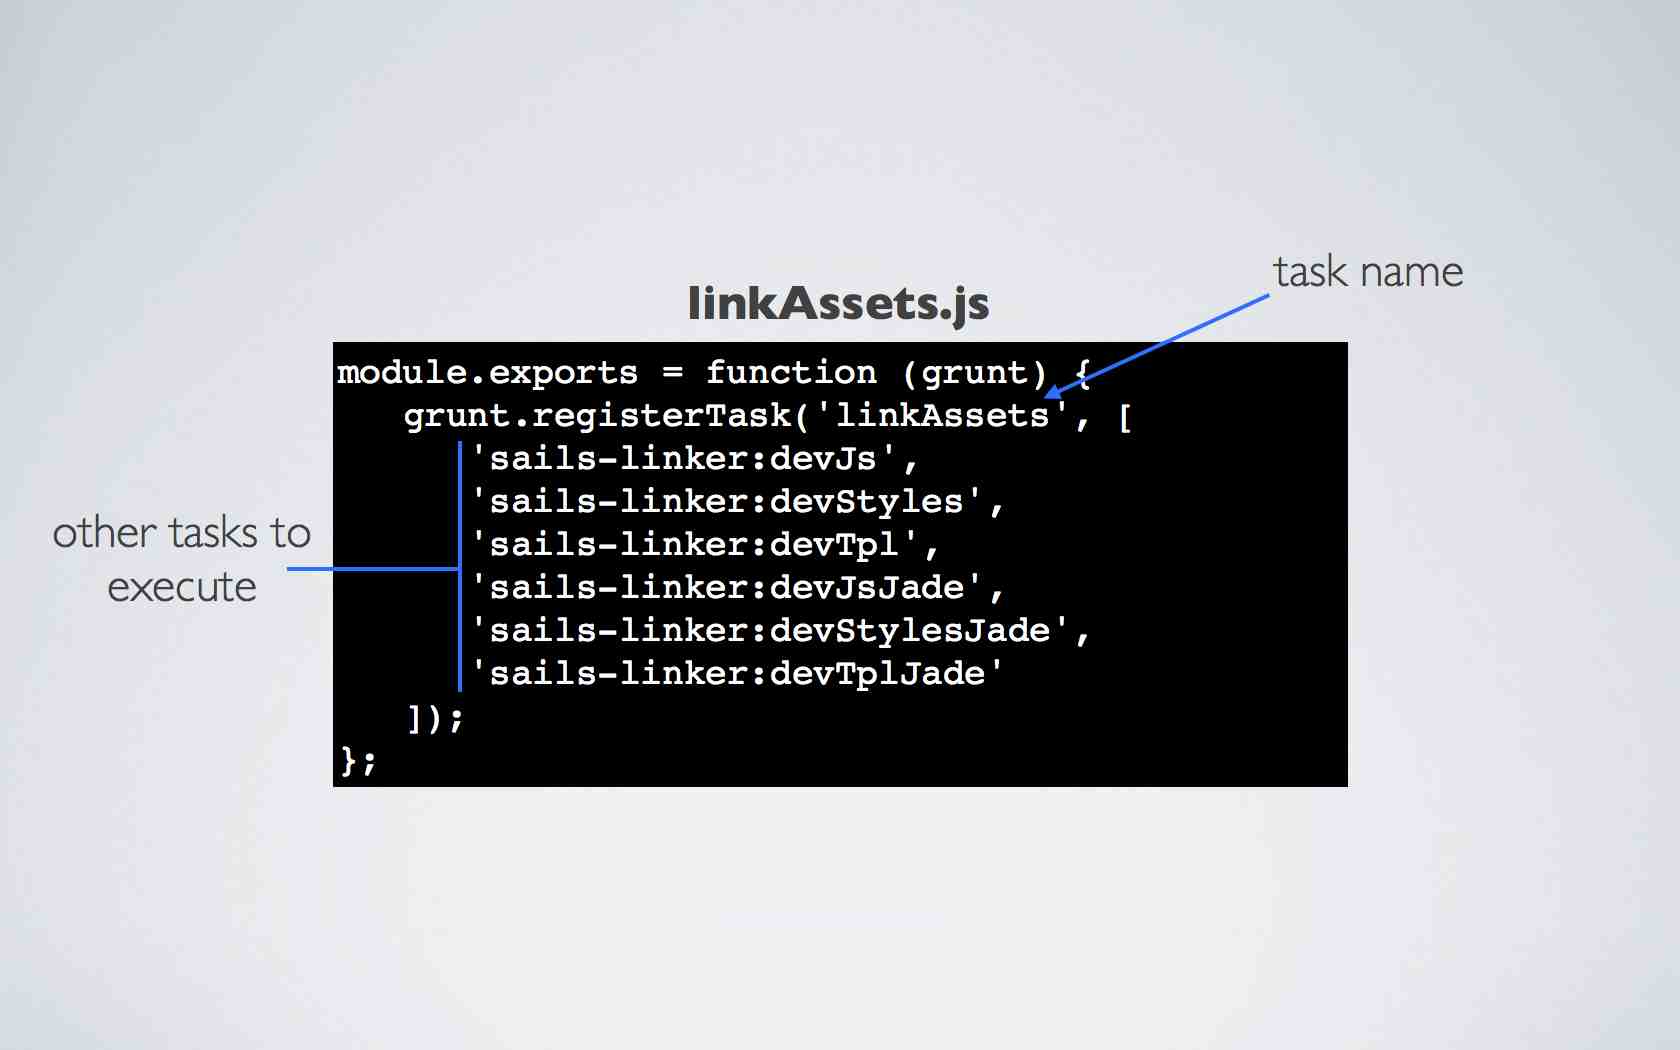 task name
linkAssets.js
module.exports = function (grunt) {
grunt.registerTask('linkAssets', [
'sails-linker:devJs',
'sails-linker:devStyles',
'sails-linker:devTpl',
'sails-linker:devJsJade',
'sails-linker:devStylesJade',
'sails-linker:devTplJade'
]);
};
other tasks to
execute